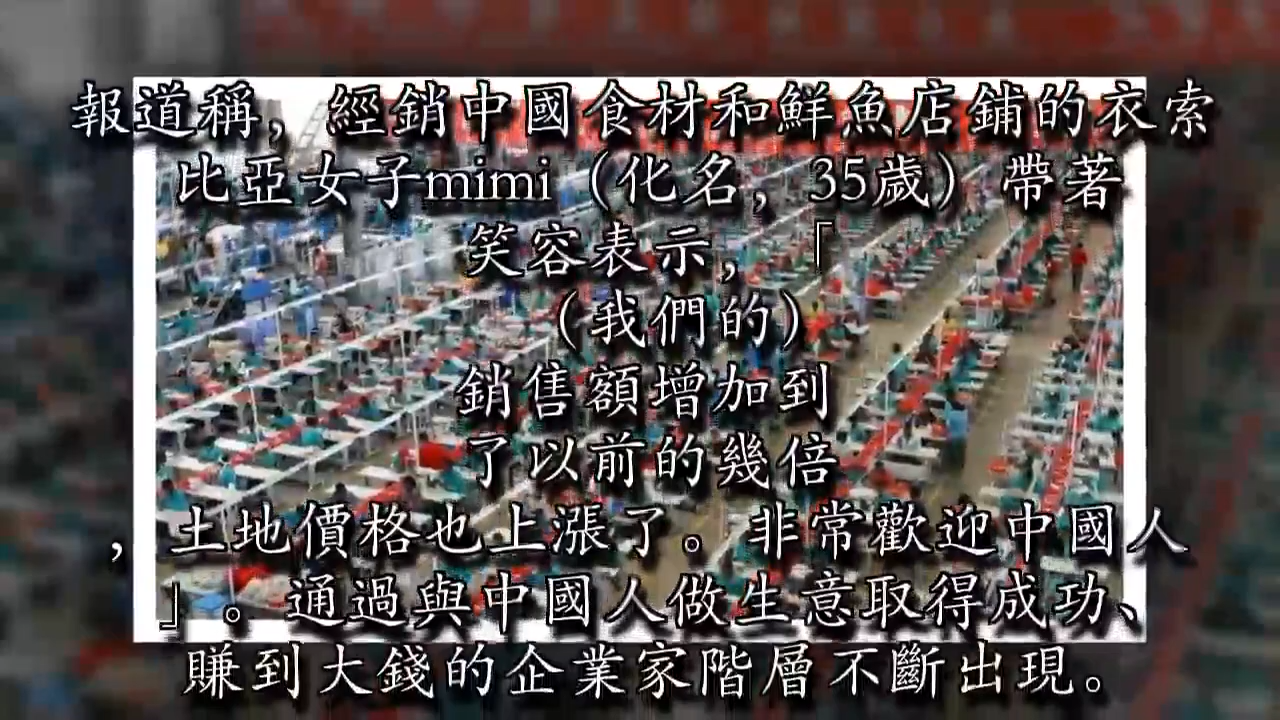 報道稱，經銷中國食材和鮮魚店鋪的衣索
比亞女子mimi（化名，35歲）帶著
笑容表示，「
（我們的）
銷售額增加到
了以前的幾倍
，土地價格也上漲了。非常歡迎中國人
」。通過與中國人做生意取得成功、
賺到大錢的企業家階層不斷出現。